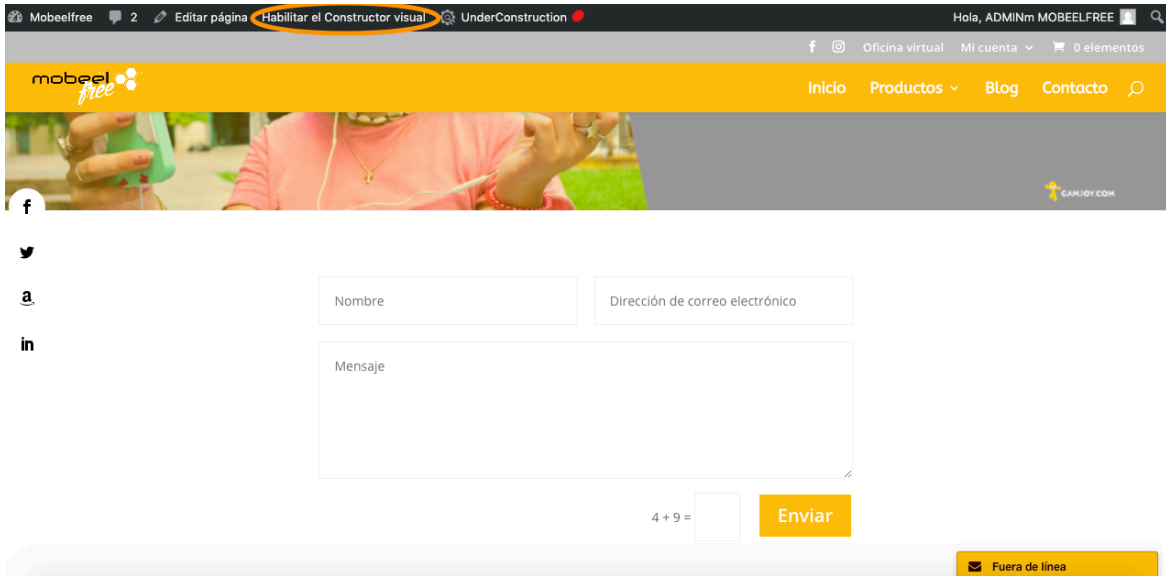 Mobeelfree 2 Editar página Habilitar el Constructor visual UnderConstruction Hola, ADMINm MOBEELFREE
Oficina virtual Mi cuenta 0 elementos
mobeel free
Inicio Productos Blog Contacto
GAMJOY.COM
Nombre Dirección de correo electrónico
Mensaje
4 + 9 = Enviar
Fuera de línea